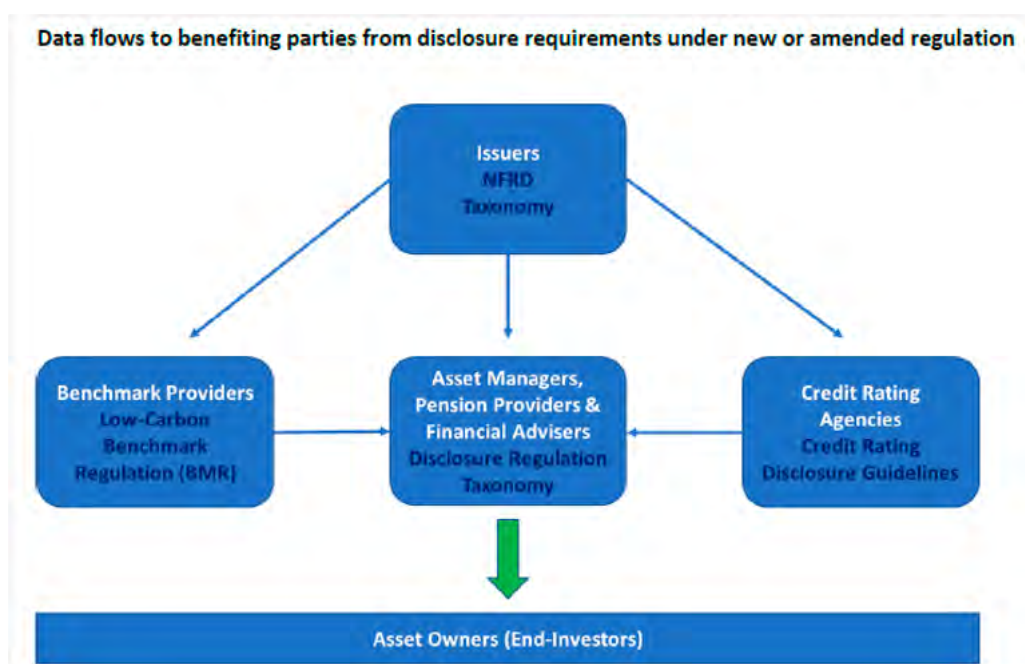 Data flows to benefiting parties from disclosure requirements under new or amended regulation
Issuers
NFRD
Taxonomy
Benchmark Providers
Low-Carbon
Benchmark
Regulation (BMR)
Asset Managers,
Pension Providers &
Financial Advisers
Disclosure Regulation
Taxonomy
Credit Rating
Agencies
Credit Rating
Disclosure Guidelines
Asset Owners (End-Investors)